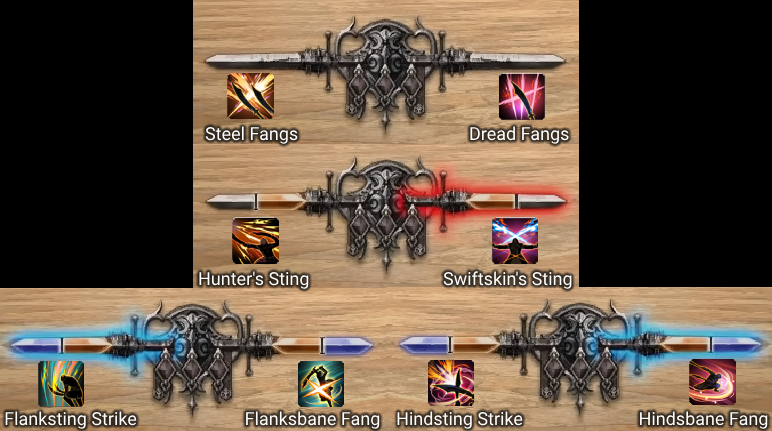 Steel Fangs Dread Fangs
Hunter's Sting Swiftskin's Sting
Flanksting Strike Flanksbane Fang Hindsting Strike Hindsbane Fang